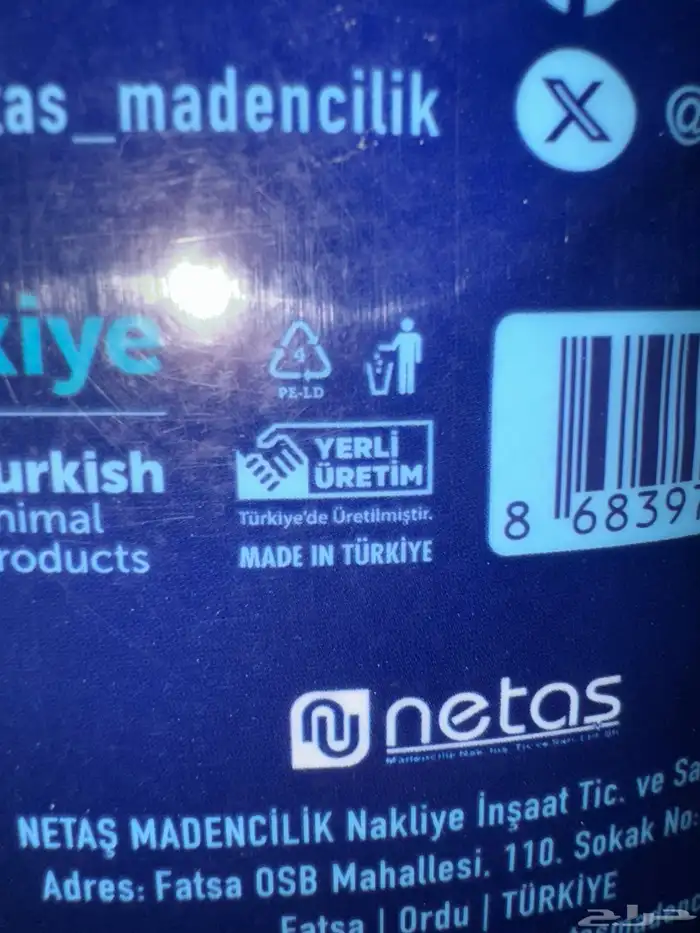 tas_madencilik
X @
kiye
4
PE-LD
urkish
nimal
roducts
YERLİ
ÜRETİM
Türkiye'de Üretilmiştir.
MADE IN TÜRKİYE
8 68397
netaş
NETAŞ MADENCİLİK Nakliye İnşaat Tic. ve Sa
Adres: Fatsa OSB Mahallesi. 110. Sokak No:
Fatsa | Ordu | TÜRKİYE
حراج